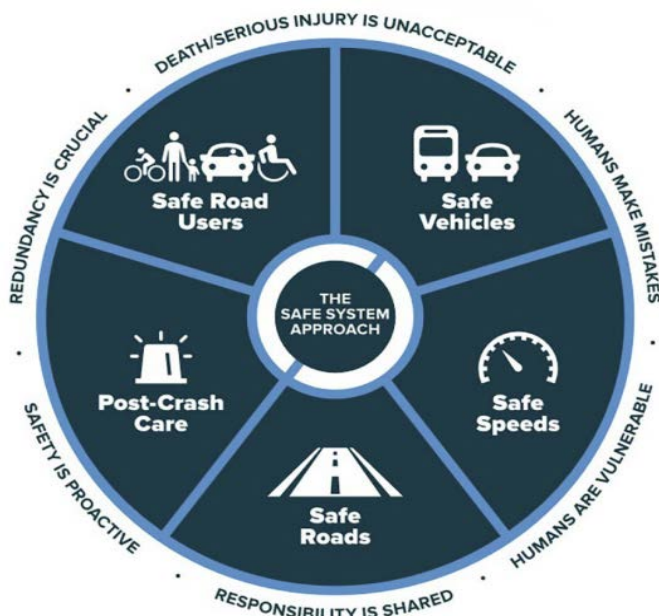 DEATH/SERIOUS INJURY IS UNACCEPTABLE
HUMANS MAKE MISTAKES
HUMANS ARE VULNERABLE
RESPONSIBILITY IS SHARED
SAFETY IS PROACTIVE
REDUNDANCY IS CRUCIAL
Safe Road
Users
Safe
Vehicles
Safe
Speeds
Safe
Roads
Post-Crash
Care
THE
SAFE SYSTEM
APPROACH